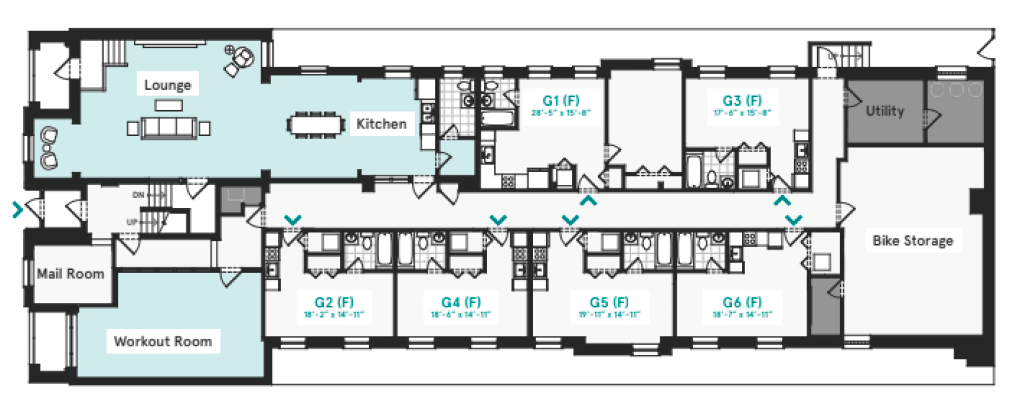 UP
Lounge
G1 (F)
28'-5" x 15'-8"
G3 (F)
17'-6" x 15'-8"
Utility
Kitchen
DN
UP
Bike Storage
Mail Room
G2 (F)
18'-2" x 14'-11"
G4 (F)
18'-6" x 14'-11"
G5 (F)
19'-11" x 14'-11"
G6 (F)
18'-7" x 14'-11"
Workout Room